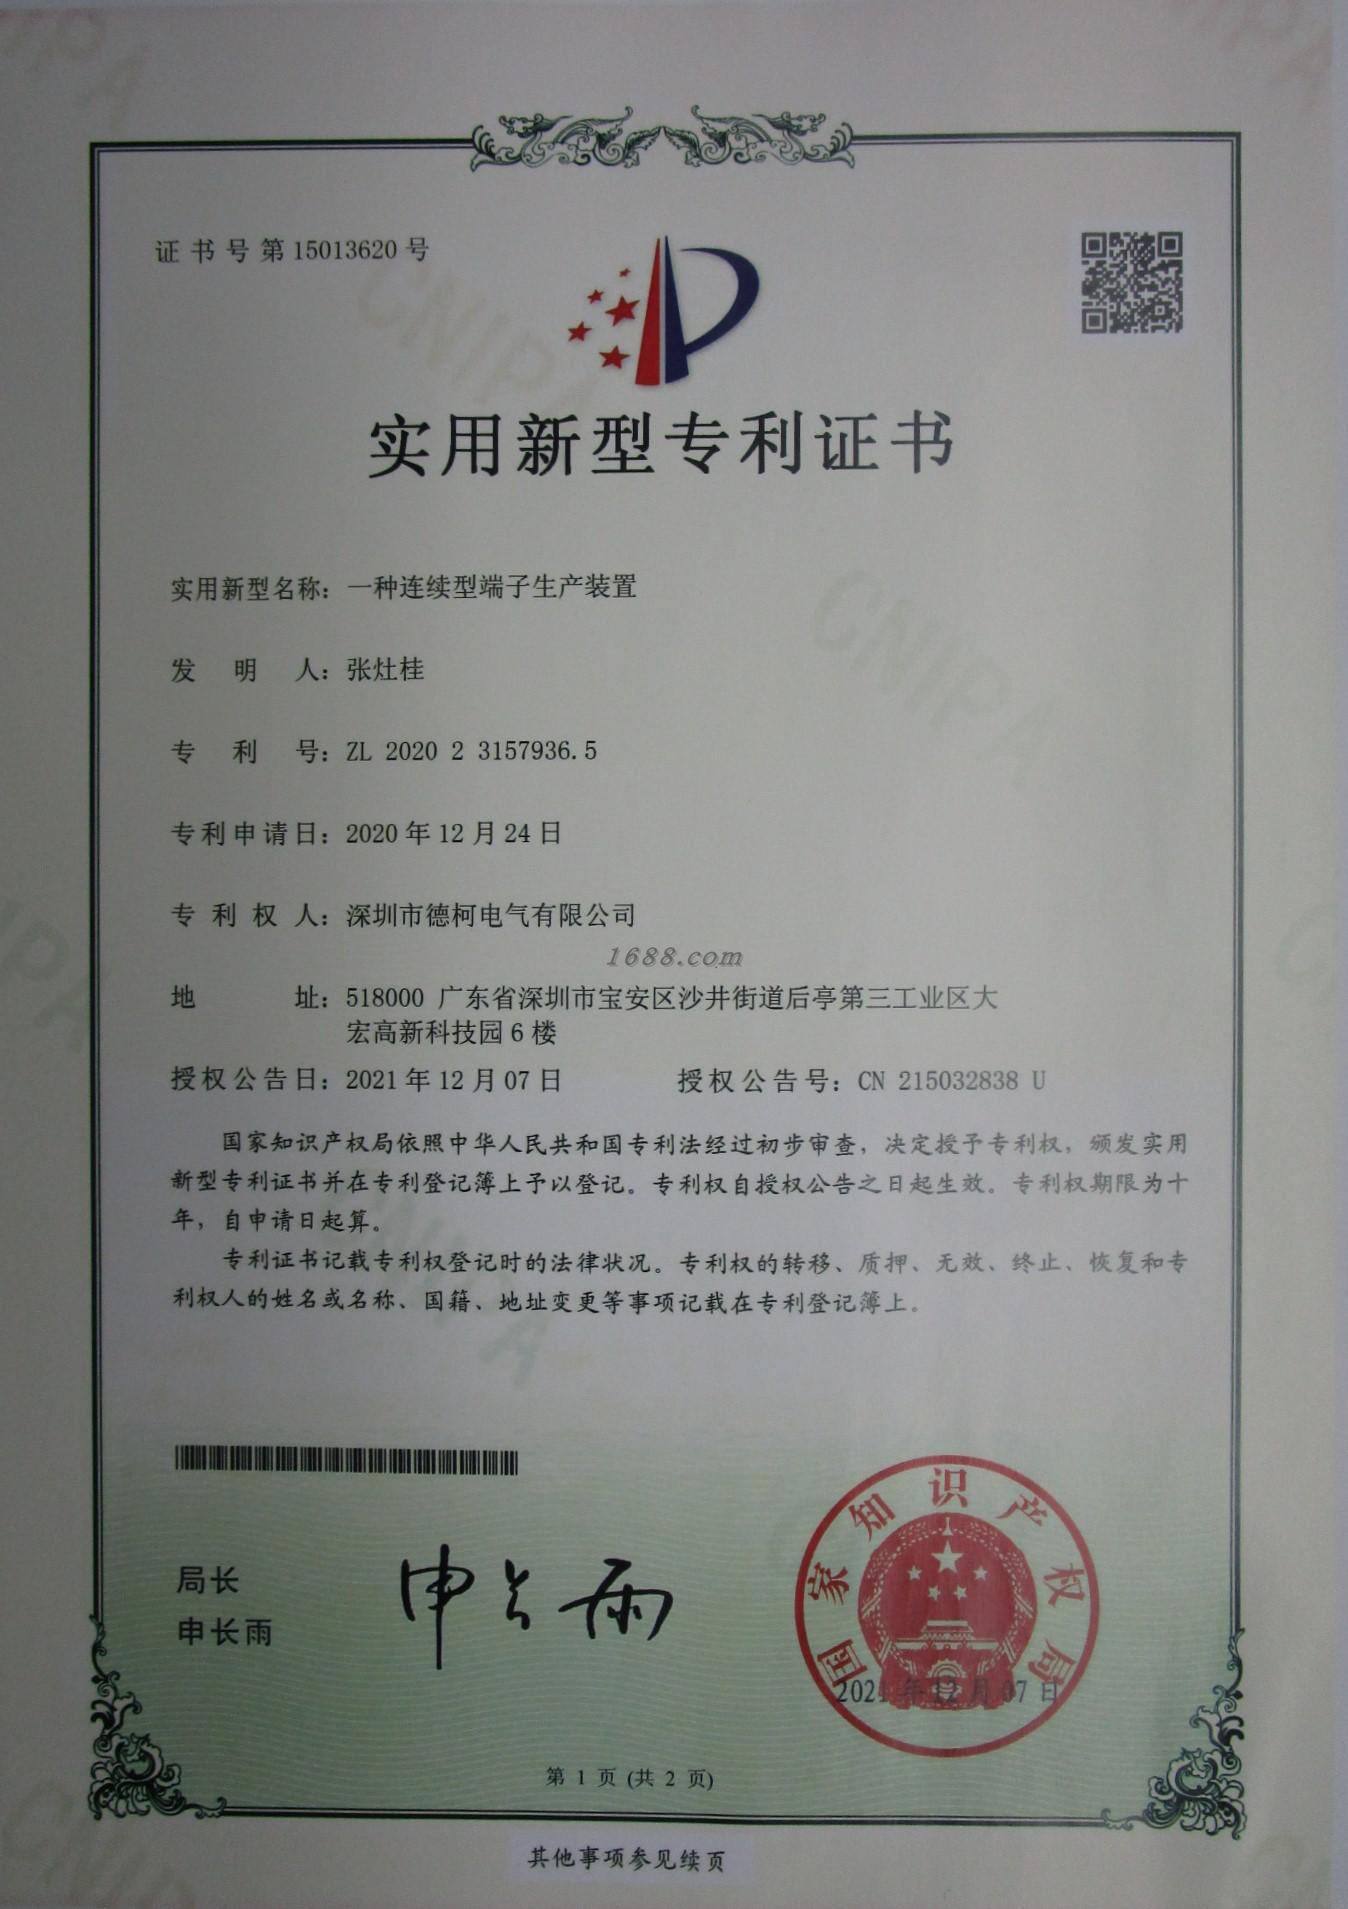 证书号第15013620号
实用新型专利证书
实用新型名称：一种连续型端子生产装置
发明人：张灶桂
专利号：ZL 2020 2 3157936.5
专利申请日：2020年12月24日
专利权人：深圳市德柯电气有限公司
1688.com
地址：518000 广东省深圳市宝安区沙井街道后亭第三工业区大
宏高新科技园6楼
授权公告日：2021年12月07日 授权公告号：CN 215032838 U
国家知识产权局依照中华人民共和国专利法经过初步审查，决定授予专利权，颁发实用
新型专利证书并在专利登记簿上予以登记。专利权自授权公告之日起生效。专利权期限为十
年，自申请日起算。
专利证书记载专利权登记时的法律状况。专利权的转移、质押、无效、终止、恢复和专
利权人的姓名或名称、国籍、地址变更等事项记载在专利登记簿上。
局长
申长雨
申长雨
国家知识产权局
2021年12月07日
第 1 页 (共 2 页)
其他事项参见续页
CNIPA